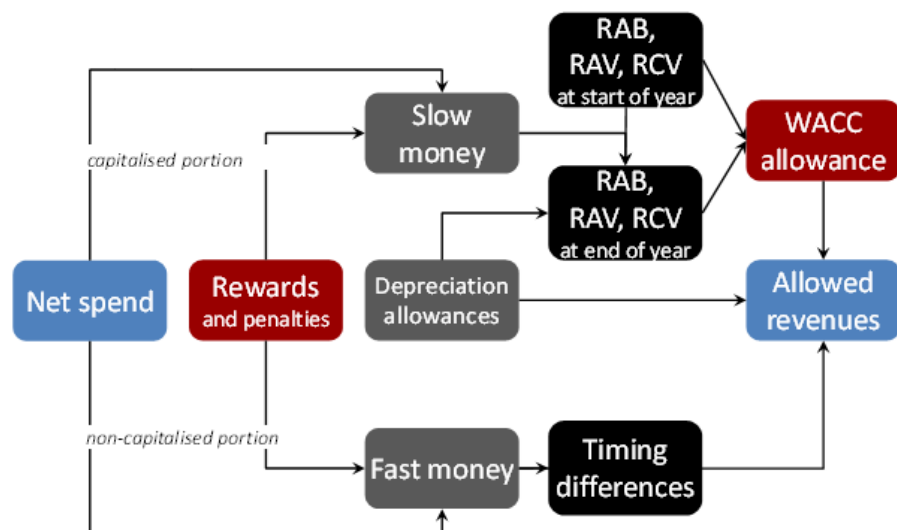 RAB,
RAV, RCV
at start of year
Slow
money
WACC
allowance
capitalised portion
RAB,
RAV, RCV
at end of year
Net spend
Rewards
and penalties
Depreciation
allowances
Allowed
revenues
non-capitalised portion
Fast money
Timing
differences